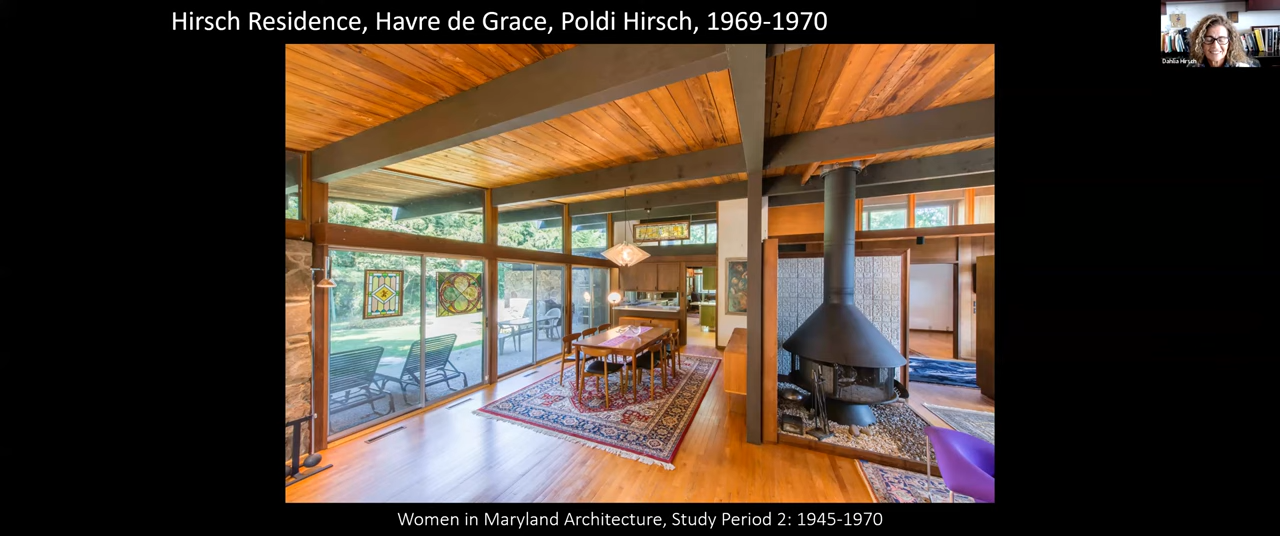 Hirsch Residence, Havre de Grace, Poldi Hirsch, 1969-1970
Dahlia Hirsch
Women in Maryland Architecture, Study Period 2: 1945-1970